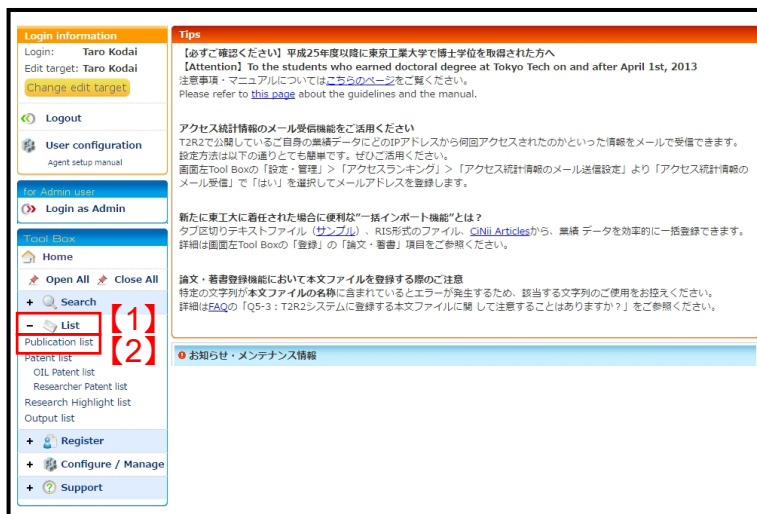 Login information
Login: Taro Kodai
Edit target: Taro Kodai
Change edit target
Logout
User configuration
Agent setup manual
for Admin user
Login as Admin
Tool Box
Home
Open All Close All
+ Search
− List
【1】
Publication list
【2】
Patent list
OIL Patent list
Researcher Patent list
Research Highlight list
Output list
+ Register
+ Configure / Manage
+ Support
Tips
【必ずご確認ください】平成25年度以降に東京工業大学で博士学位を取得された方へ
【Attention】To the students who earned doctoral degree at Tokyo Tech on and after April 1st, 2013
注意事項・マニュアルについてはこちらのページをご覧ください。
Please refer to this page about the guidelines and the manual.
アクセス統計情報のメール受信機能をご活用ください
T2R2で公開しているご自身の業績データにどのIPアドレスから何回アクセスされたのかといった情報をメールで受信できます。
設定方法は以下の通りとても簡単です。ぜひご活用ください。
画面左Tool Boxの「設定・管理」>「アクセスランキング」>「アクセス統計情報のメール送信設定」より「アクセス統計情報の
メール受信」で「はい」を選択してメールアドレスを登録します。
新たに東工大に着任された場合に便利な"一括インポート機能"とは？
タブ区切りテキストファイル（サンプル）、RIS形式のファイル、CiNii Articlesから、業績 データを効率的に一括登録できます。
詳細は画面左Tool Boxの「登録」の「論文・著書」項目をご参照ください。
論文・著書登録機能において本文ファイルを登録する際のご注意
特定の文字列が本文ファイルの名称に含まれているとエラーが発生するため、該当する文字列のご使用をお控えください。
詳細はFAQの「Q5-3：T2R2システムに登録する本文ファイルに関 して注意することはありますか？」をご参照ください。
お知らせ・メンテナンス情報